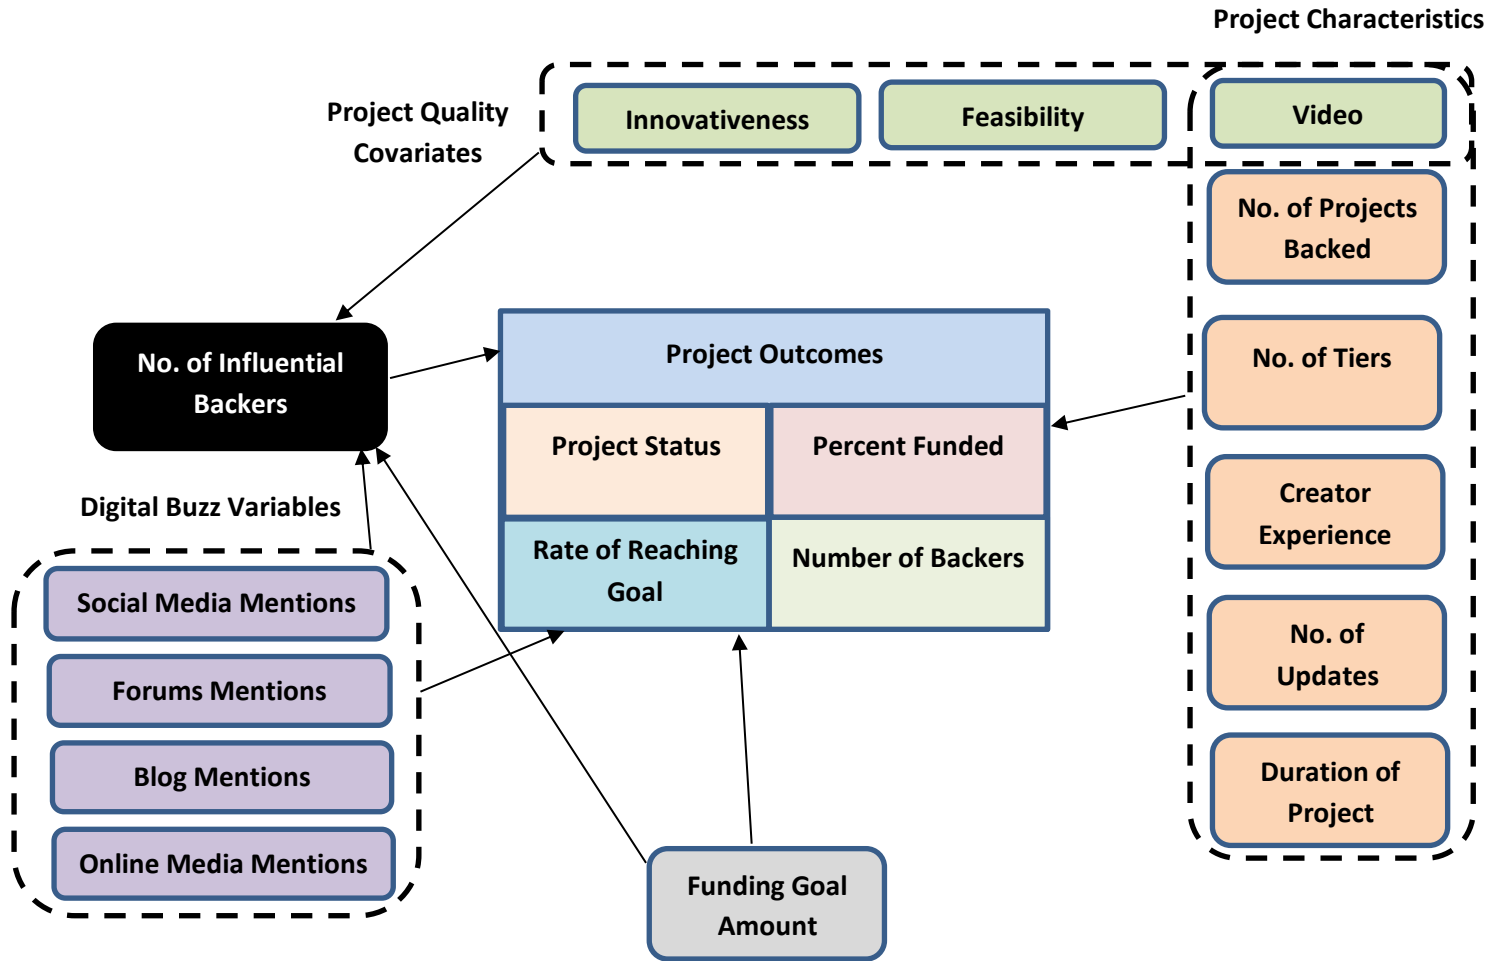 Project Characteristics
Project Quality
Covariates
Innovativeness
Feasibility
Video
No. of Projects
Backed
No. of Influential
Backers
Project Outcomes
No. of Tiers
Project Status
Percent Funded
Digital Buzz Variables
Creator
Experience
Rate of Reaching
Goal
Number of Backers
Social Media Mentions
Forums Mentions
Blog Mentions
Online Media Mentions
No. of
Updates
Duration of
Project
Funding Goal
Amount